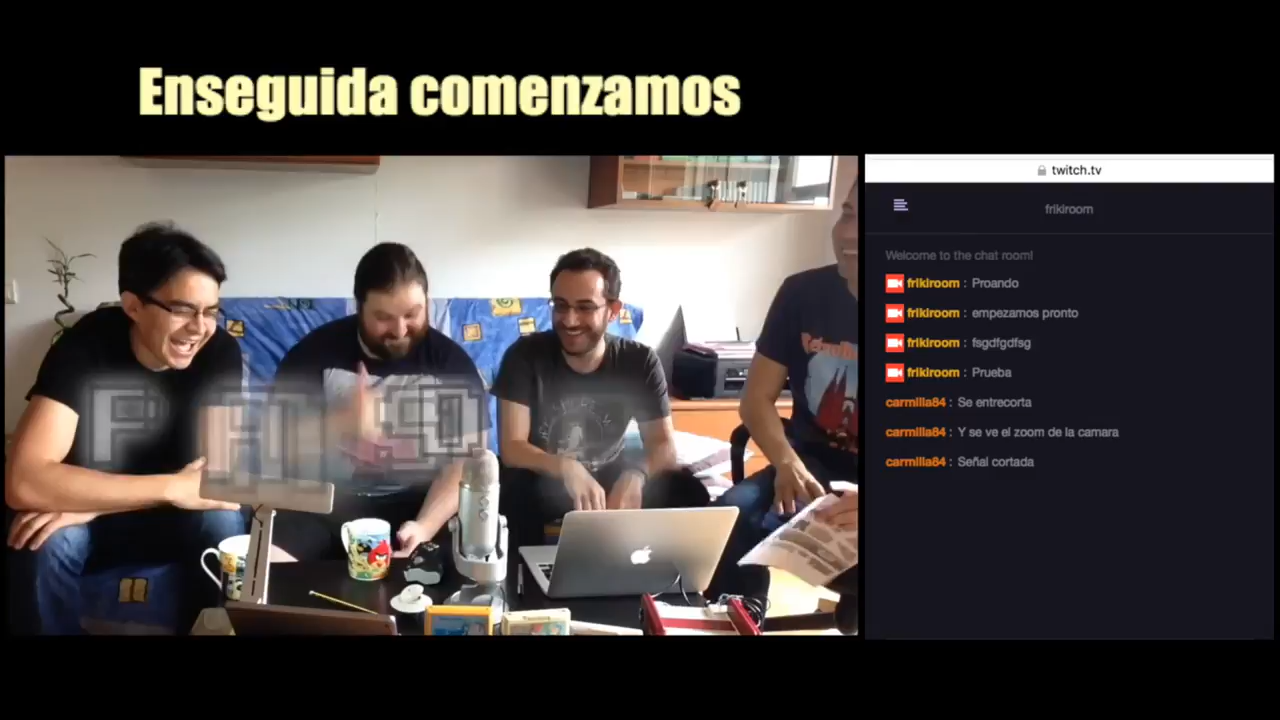 Enseguida comenzamos
twitch.tv
frikiroom
Welcome to the chat room!
frikiroom : Proando
frikiroom : empezamos pronto
frikiroom : fsgdfgdfsg
frikiroom : Prueba
carmilla84 : Se entrecorta
carmilla84 : Y se ve el zoom de la camara
carmilla84 : Señal cortada